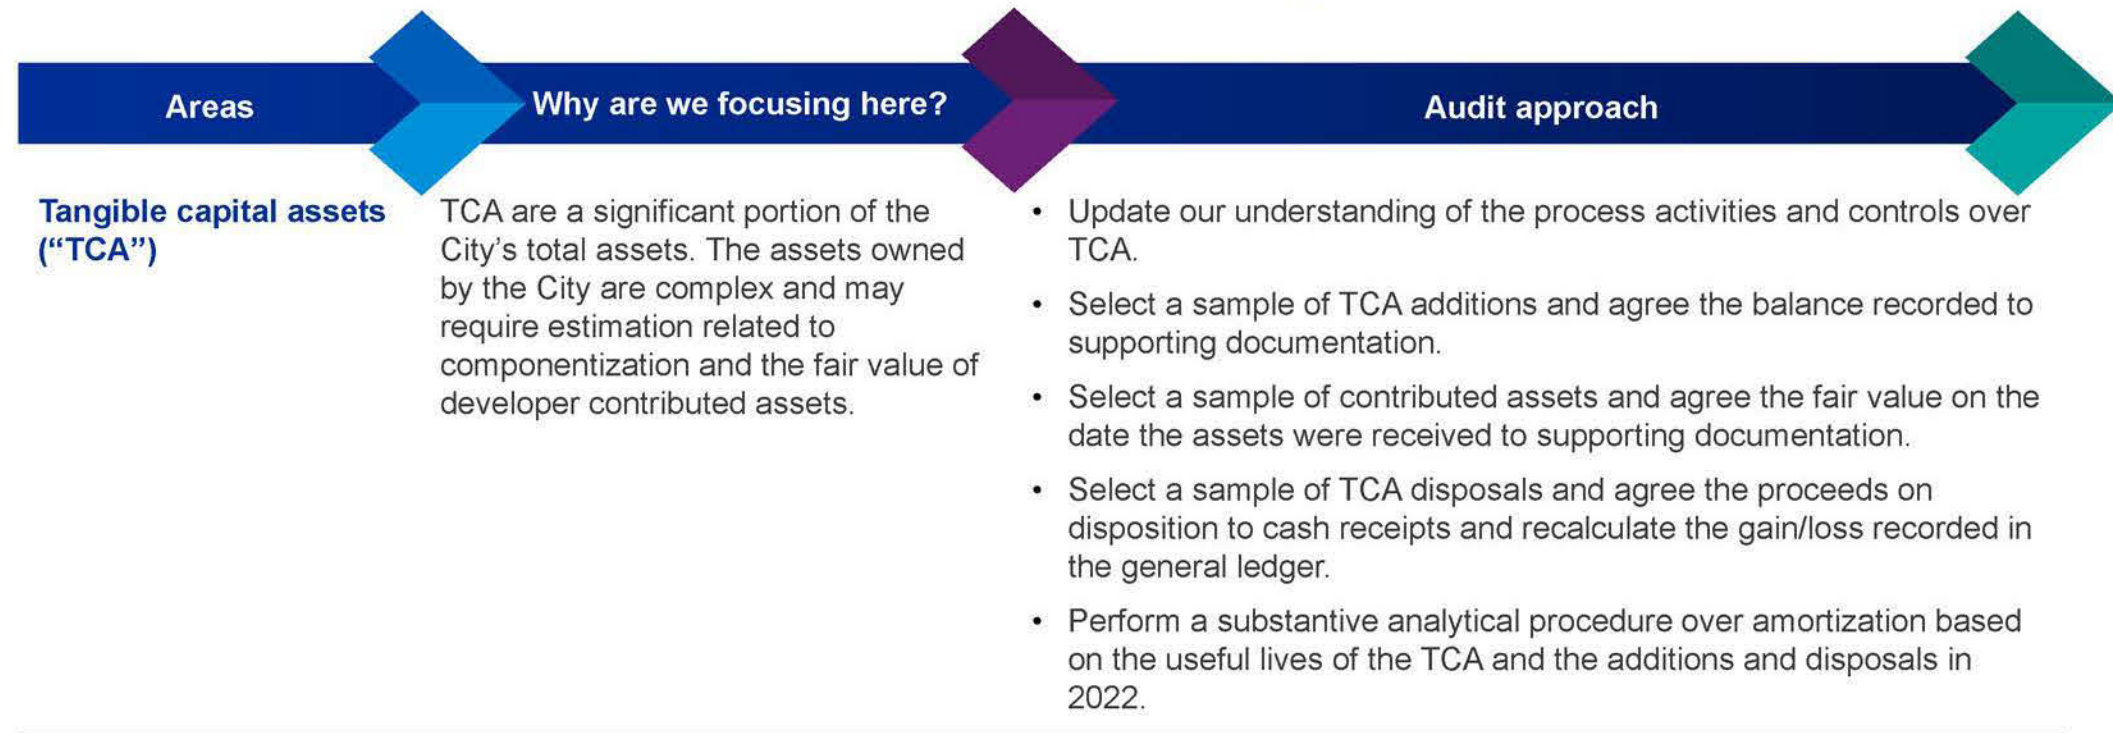 Areas
Why are we focusing here?
Audit approach
Tangible capital assets
(“TCA”)
TCA are a significant portion of the
City’s total assets. The assets owned
by the City are complex and may
require estimation related to
componentization and the fair value of
developer contributed assets.
• Update our understanding of the process activities and controls over
TCA.
• Select a sample of TCA additions and agree the balance recorded to
supporting documentation.
• Select a sample of contributed assets and agree the fair value on the
date the assets were received to supporting documentation.
• Select a sample of TCA disposals and agree the proceeds on
disposition to cash receipts and recalculate the gain/loss recorded in
the general ledger.
• Perform a substantive analytical procedure over amortization based
on the useful lives of the TCA and the additions and disposals in
2022.